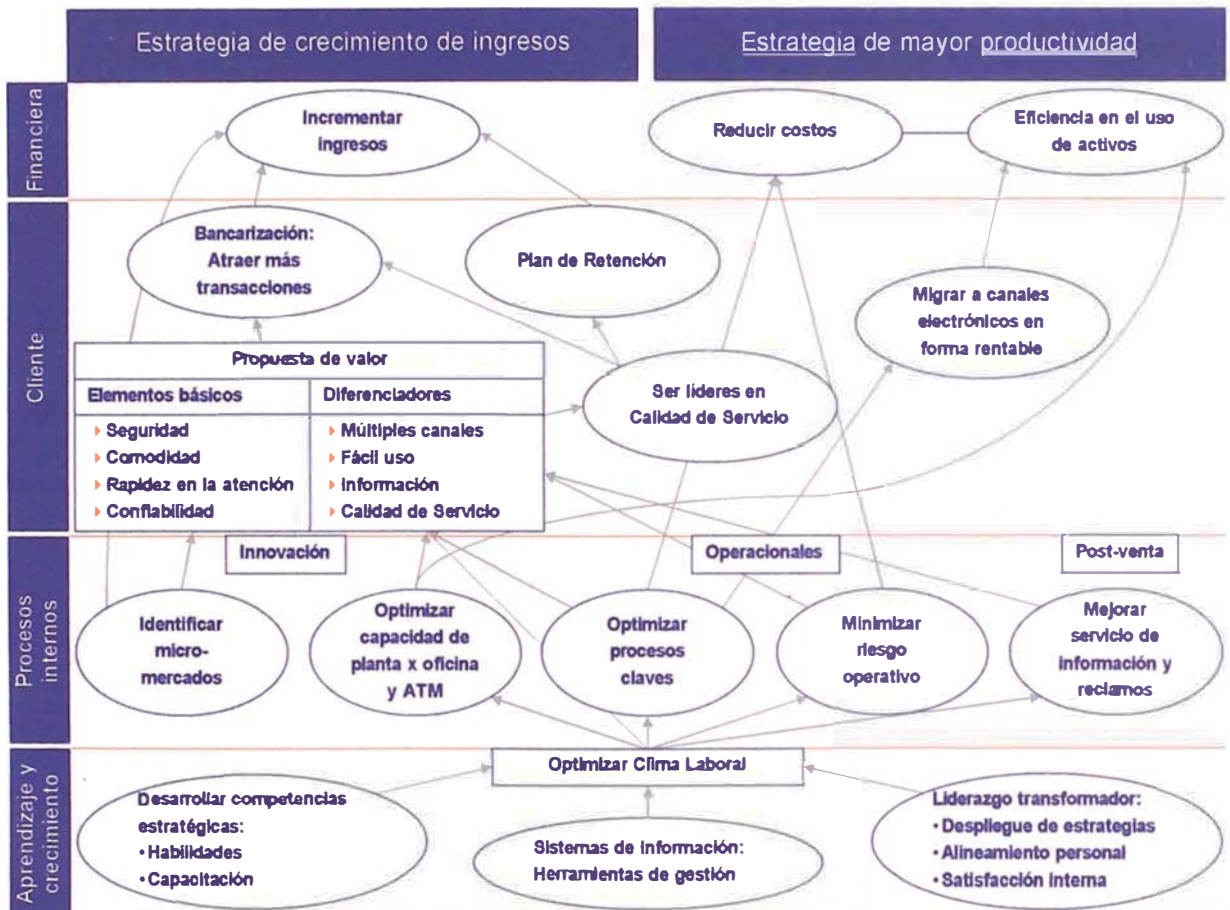 Estrategia de crecimiento de ingresos
Estrategia de mayor productividad
Financiera
Incrementar
ingresos
Reducir costos
Eficiencia en el uso
de activos
Cliente
Bancarización:
Atraer más
transacciones
Plan de Retención
Migrar a canales
electrónicos en
forma rentable
Propuesta de valor
Elementos básicos
Seguridad
Comodidad
Rapidez en la atención
Confiabilidad
Diferenciadores
Múltiples canales
Fácil uso
Información
Calidad de Servicio
Ser líderes en
Calidad de Servicio
Procesos
internos
Innovación
Operacionales
Post-venta
Identificar
micro-
mercados
Optimizar
capacidad de
planta x oficina
y ATM
Optimizar
procesos
claves
Minimizar
riesgo
operativo
Mejorar
servicio de
información y
reclamos
Aprendizaje y
crecimiento
Optimizar Clima Laboral
Desarrollar competencias
estratégicas:
• Habilidades
• Capacitación
Sistemas de información:
Herramientas de gestión
Liderazgo transformador:
• Despliegue de estrategias
• Alineamiento personal
• Satisfacción interna